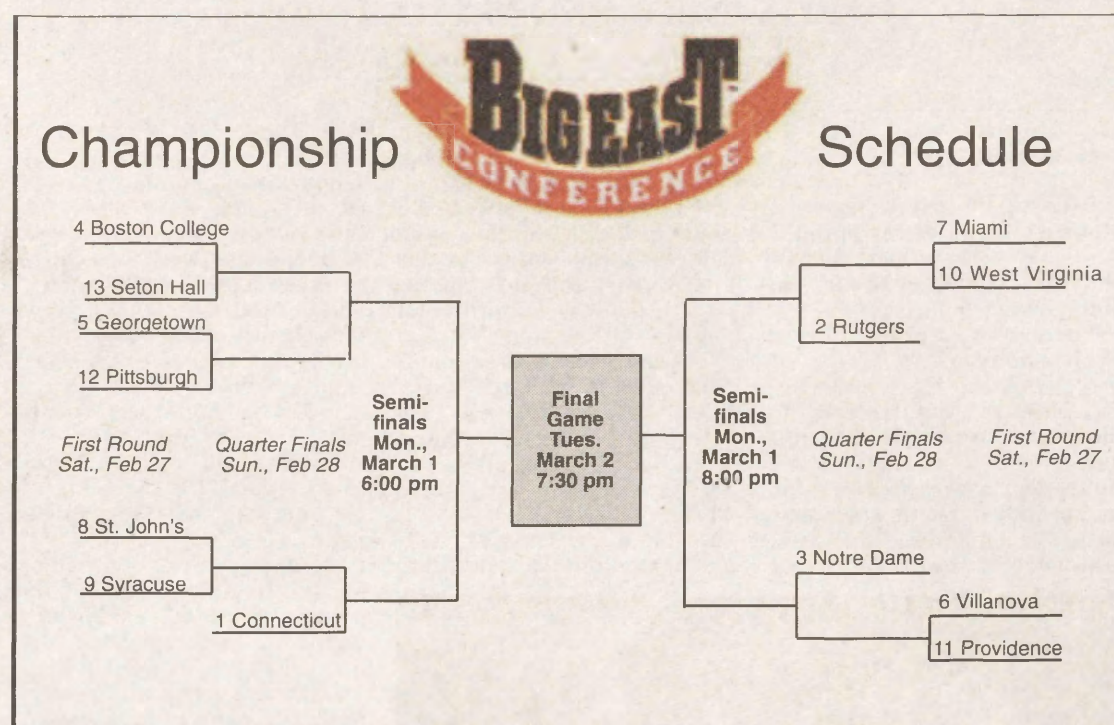 BIG EAST
CONFERENCE
Championship
Schedule
4 Boston College
13 Seton Hall
5 Georgetown
12 Pittsburgh
First Round
Sat., Feb 27
Quarter Finals
Sun., Feb 28
Semi-
finals
Mon.,
March 1
6:00 pm
8 St. John's
9 Syracuse
1 Connecticut
Final
Game
Tues.
March 2
7:30 pm
7 Miami
10 West Virginia
2 Rutgers
Semi-
finals
Mon.,
March 1
8:00 pm
Quarter Finals
Sun., Feb 28
First Round
Sat., Feb 27
3 Notre Dame
6 Villanova
11 Providence